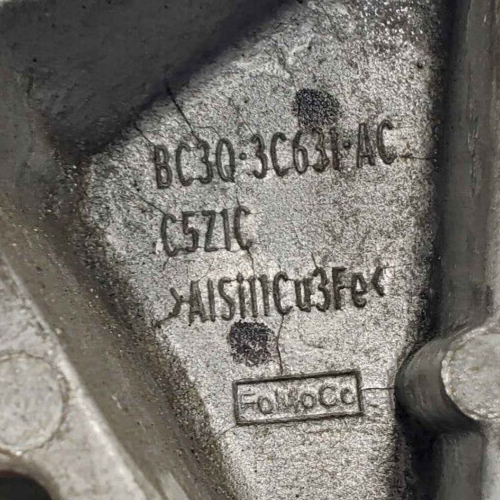 BC3Q-3C631-AC
C5Z1C
>AlSi11Cu3Fe<
FoMoCo